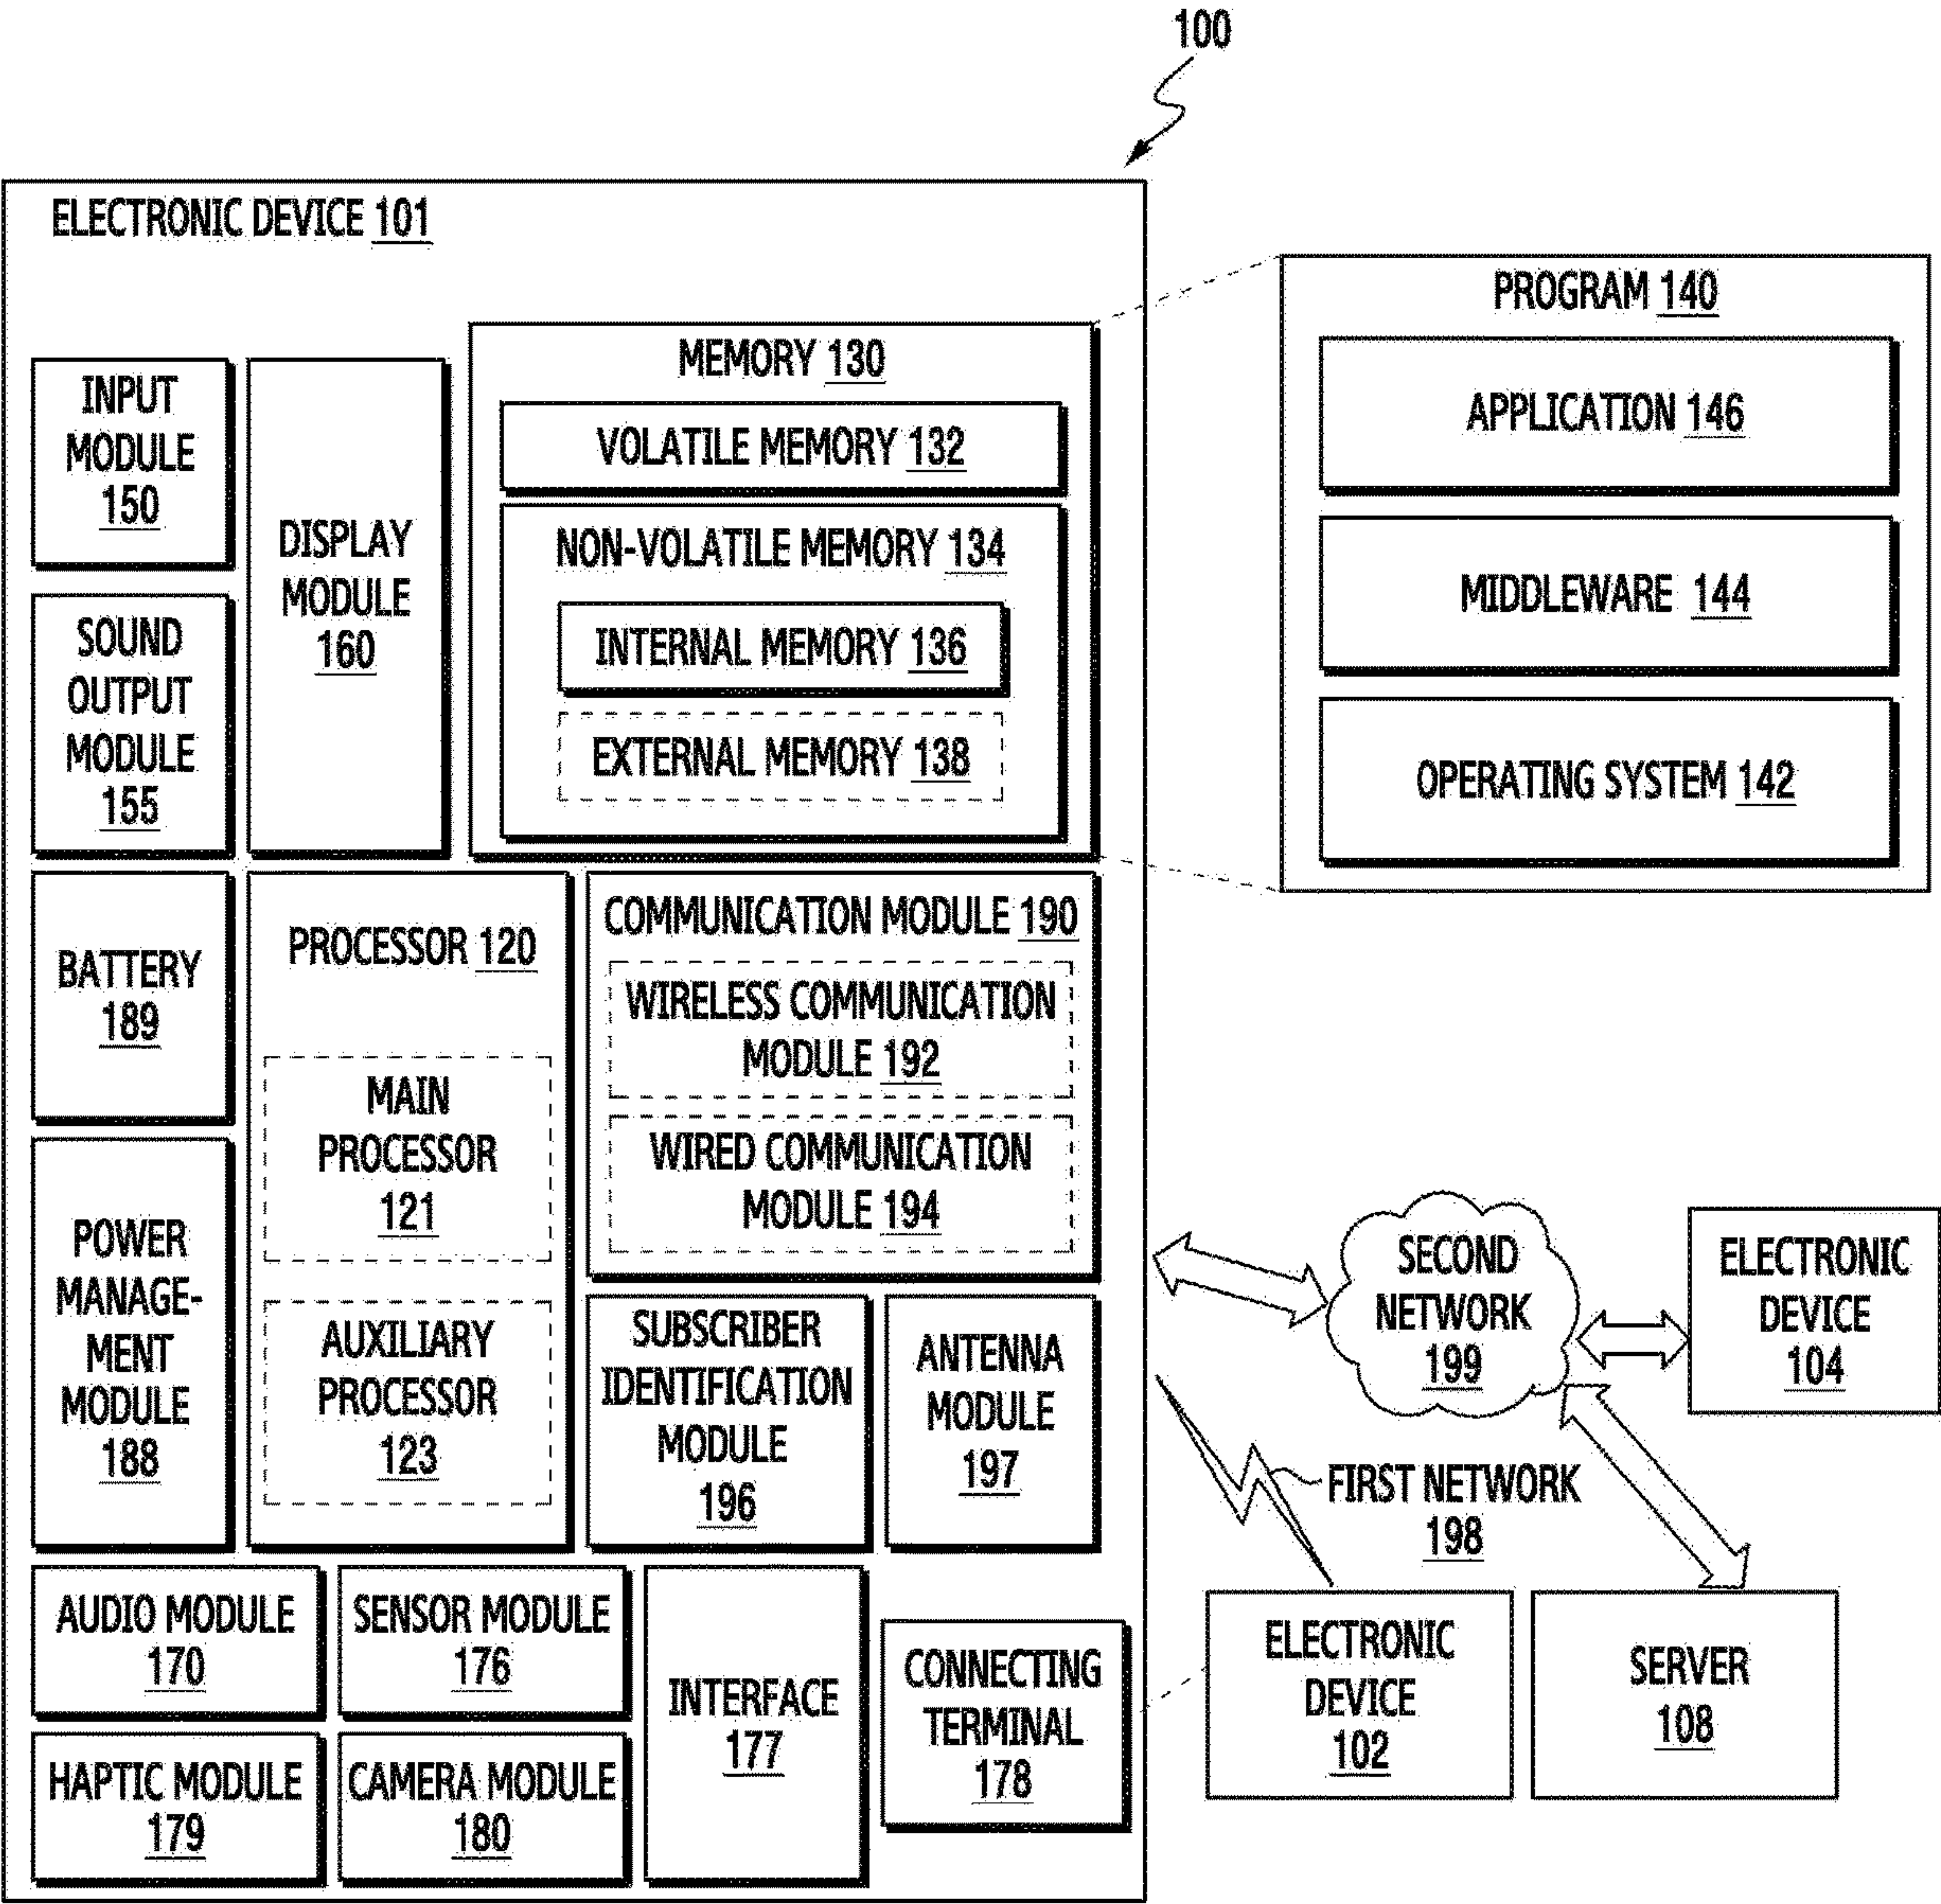 100
ELECTRONIC DEVICE 101
INPUT
MODULE
150
SOUND
OUTPUT
MODULE
155
DISPLAY
MODULE
160
MEMORY 130
VOLATILE MEMORY 132
NON-VOLATILE MEMORY 134
INTERNAL MEMORY 136
EXTERNAL MEMORY 138
PROGRAM 140
APPLICATION 146
MIDDLEWARE 144
OPERATING SYSTEM 142
BATTERY
189
POWER
MANAGE-
MENT
MODULE
188
PROCESSOR 120
MAIN
PROCESSOR
121
AUXILIARY
PROCESSOR
123
COMMUNICATION MODULE 190
WIRELESS COMMUNICATION
MODULE 192
WIRED COMMUNICATION
MODULE 194
SUBSCRIBER
IDENTIFICATION
MODULE
196
ANTENNA
MODULE
197
SECOND
NETWORK
199
ELECTRONIC
DEVICE
104
FIRST NETWORK
198
AUDIO MODULE
170
SENSOR MODULE
176
INTERFACE
177
CONNECTING
TERMINAL
178
HAPTIC MODULE
179
CAMERA MODULE
180
ELECTRONIC
DEVICE
102
SERVER
108